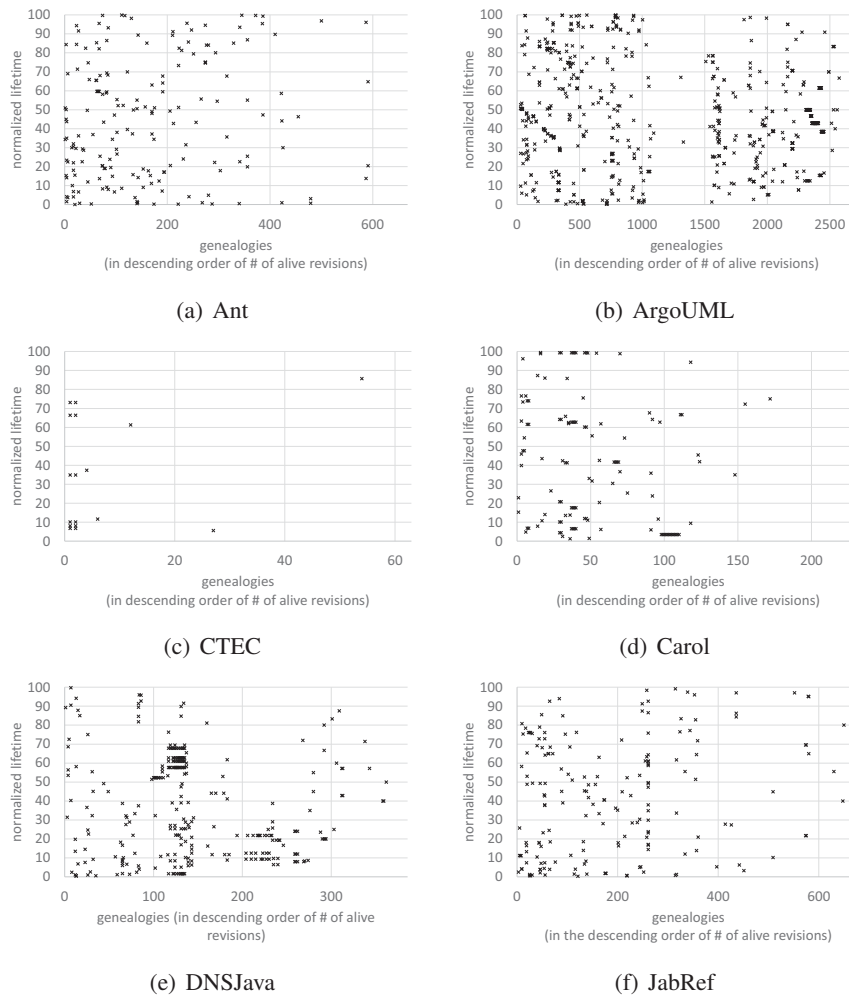 100
90
80
70
60
50
40
30
20
10
0
normalized lifetime
0 200 400 600
genealogies
(in descending order of # of alive revisions)
(a) Ant
100
90
80
70
60
50
40
30
20
10
0
normalized lifetime
0 500 1000 1500 2000 2500
genealogies
(in descending order of # of alive revisions)
(b) ArgoUML
100
90
80
70
60
50
40
30
20
10
0
normalized lifetime
0 20 40 60
genealogies
(in descending order of # of alive revisions)
(c) CTEC
100
90
80
70
60
50
40
30
20
10
0
normalized lifetime
0 50 100 150 200
genealogies
(in descending order of # of alive revisions)
(d) Carol
100
90
80
70
60
50
40
30
20
10
0
normalized lifetime
0 100 200 300
genealogies (in descending order of # of alive
revisions)
(e) DNSJava
100
90
80
70
60
50
40
30
20
10
0
normalized lifetime
0 200 400 600
genealogies
(in the descending order of # of alive revisions)
(f) JabRef